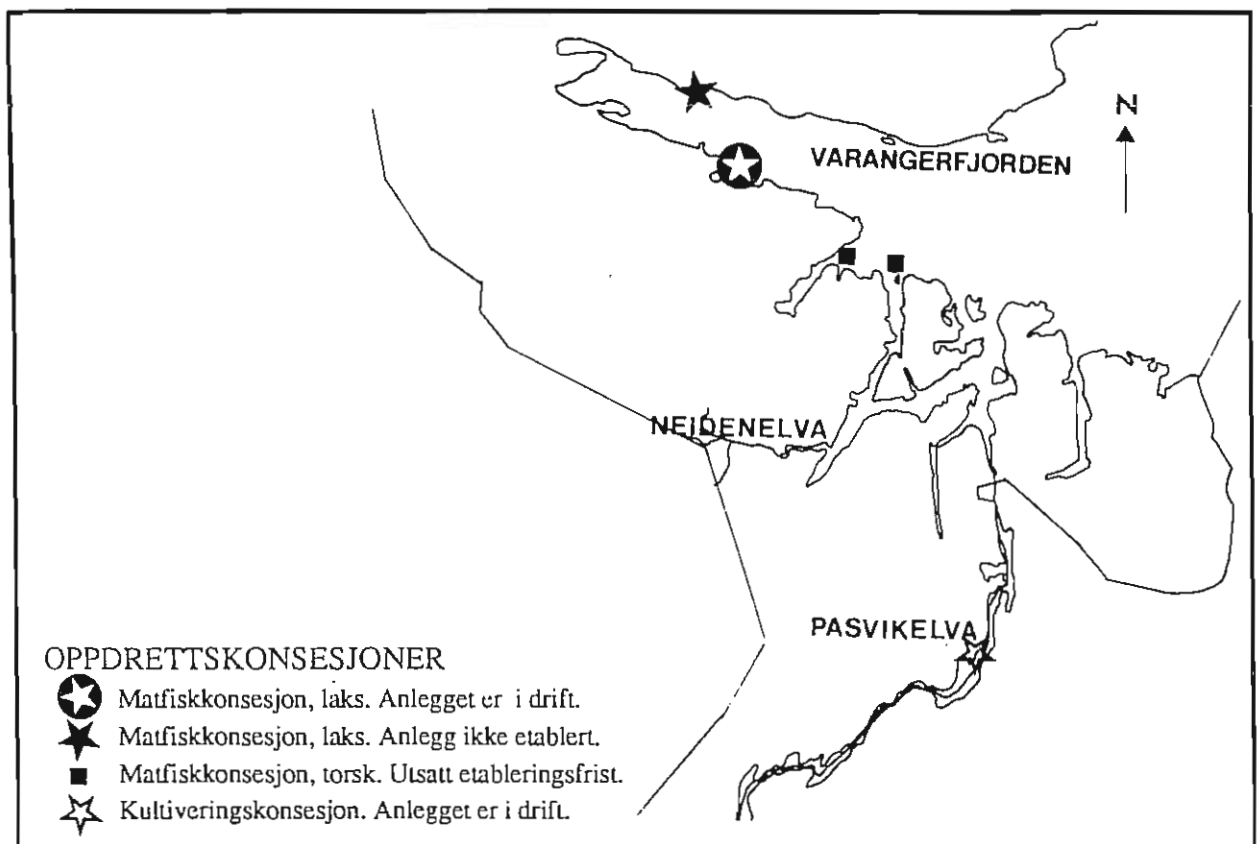 N
VARANGERFJORDEN
NEIDENELVA
PASVIKELVA
OPPDRETTSKONSESJONER
Matfiskkonsesjon, laks. Anlegget er i drift.
Matfiskkonsesjon, laks. Anlegg ikke etablert.
Matfiskkonsesjon, torsk. Utsatt etableringsfrist.
Kultiveringskonsesjon. Anlegget er i drift.